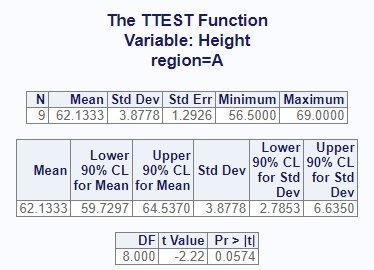 The TTEST Function
Variable: Height
region=A
N Mean Std Dev Std Err Minimum Maximum
9 62.1333 3.8778 1.2926 56.5000 69.0000
Mean Lower 90% CL for Mean Upper 90% CL for Mean Std Dev Lower 90% CL for Std Dev Upper 90% CL for Std Dev
62.1333 59.7297 64.5370 3.8778 2.7853 6.6350
DF t Value Pr > |t|
8.000 -2.22 0.0574